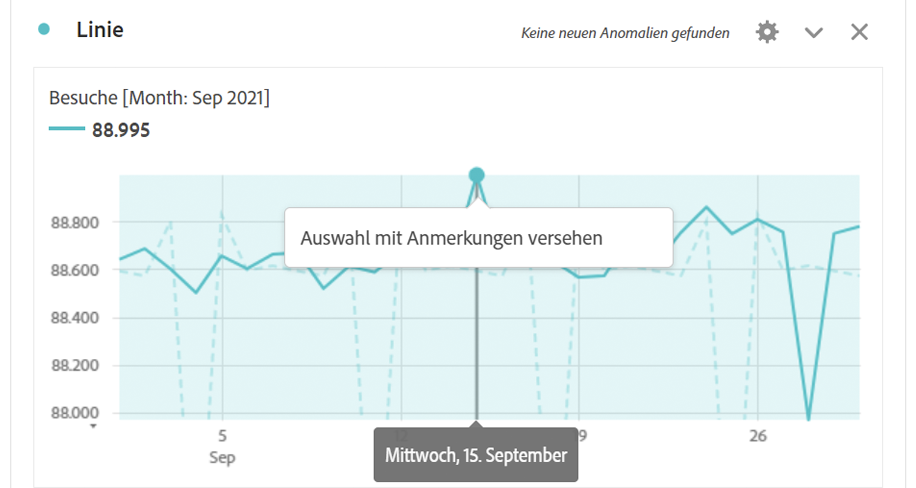 Linie
Keine neuen Anomalien gefunden
Besuche [Month: Sep 2021]
88.995
88.800
88.600
88.400
88.200
88.000
Auswahl mit Anmerkungen versehen
5
26
Sep
Mittwoch, 15. September